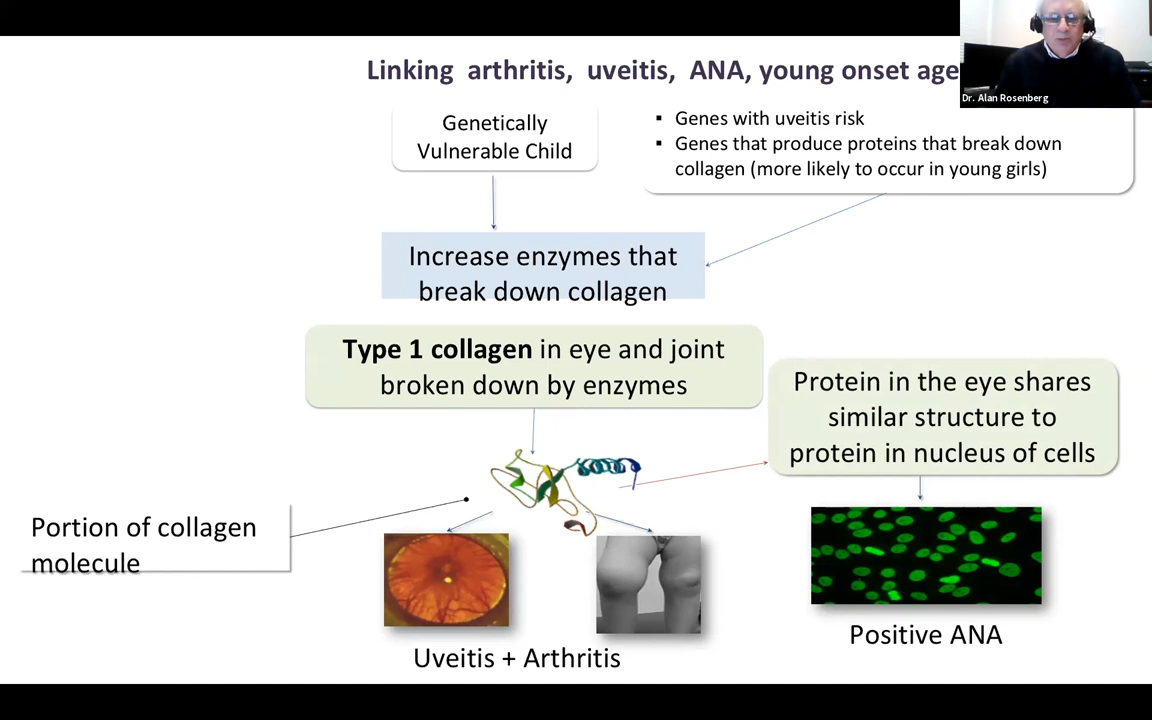 Linking arthritis, uveitis, ANA, young onset age
Dr. Alan Rosenberg
Genetically
Vulnerable Child
▪ Genes with uveitis risk
▪ Genes that produce proteins that break down
collagen (more likely to occur in young girls)
Increase enzymes that
break down collagen
Type 1 collagen in eye and joint
broken down by enzymes
Protein in the eye shares
similar structure to
protein in nucleus of cells
Portion of collagen
molecule
Uveitis + Arthritis
Positive ANA